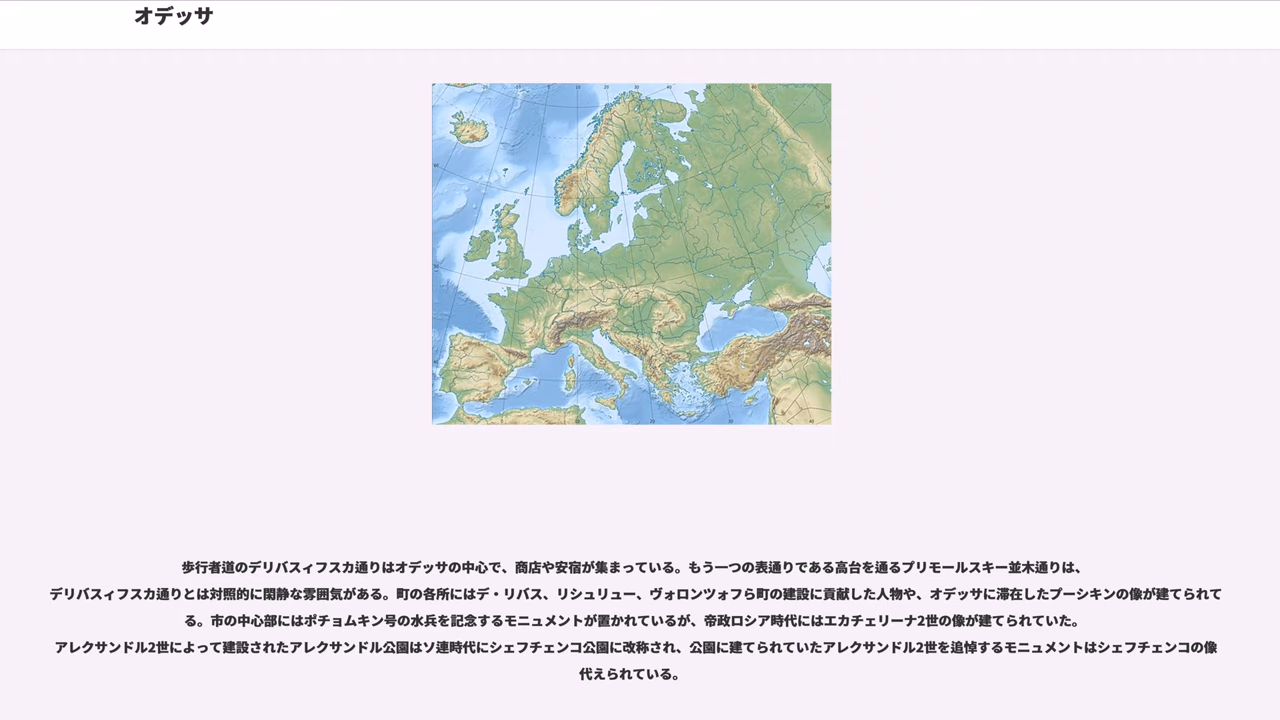 オデッサ
歩行者道のデリバスィフスカ通りはオデッサの中心で、商店や安宿が集まっている。もう一つの表通りである高台を通るプリモールスキー並木通りは、
デリバスィフスカ通りとは対照的に閑静な雰囲気がある。町の各所にはデ・リバス、リシュリュー、ヴォロンツォフら町の建設に貢献した人物や、オデッサに滞在したプーシキンの像が建てられて
る。市の中心部にはポチョムキン号の水兵を記念するモニュメントが置かれているが、帝政ロシア時代にはエカチェリーナ2世の像が建てられていた。
アレクサンドル2世によって建設されたアレクサンドル公園はソ連時代にシェフチェンコ公園に改称され、公園に建てられていたアレクサンドル2世を追悼するモニュメントはシェフチェンコの像
代えられている。